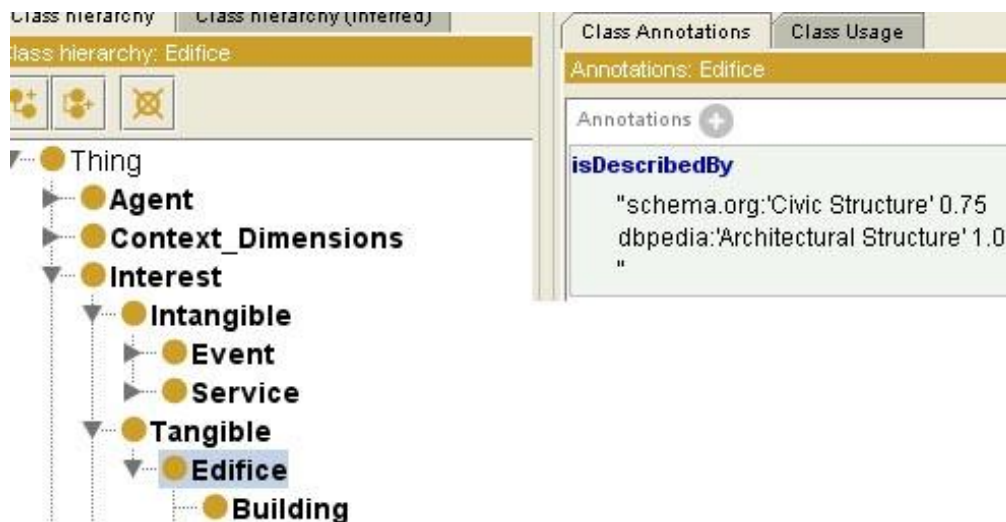 Class hierarchy
Class hierarchy (Inferred)
Class hierarchy: Edifice
Thing
Agent
Context_Dimensions
Interest
Intangible
Event
Service
Tangible
Edifice
Building
Class Annotations
Class Usage
Annotations: Edifice
Annotations
isDescribedBy
"schema.org:'Civic Structure' 0.75
dbpedia:'Architectural Structure' 1.0
"